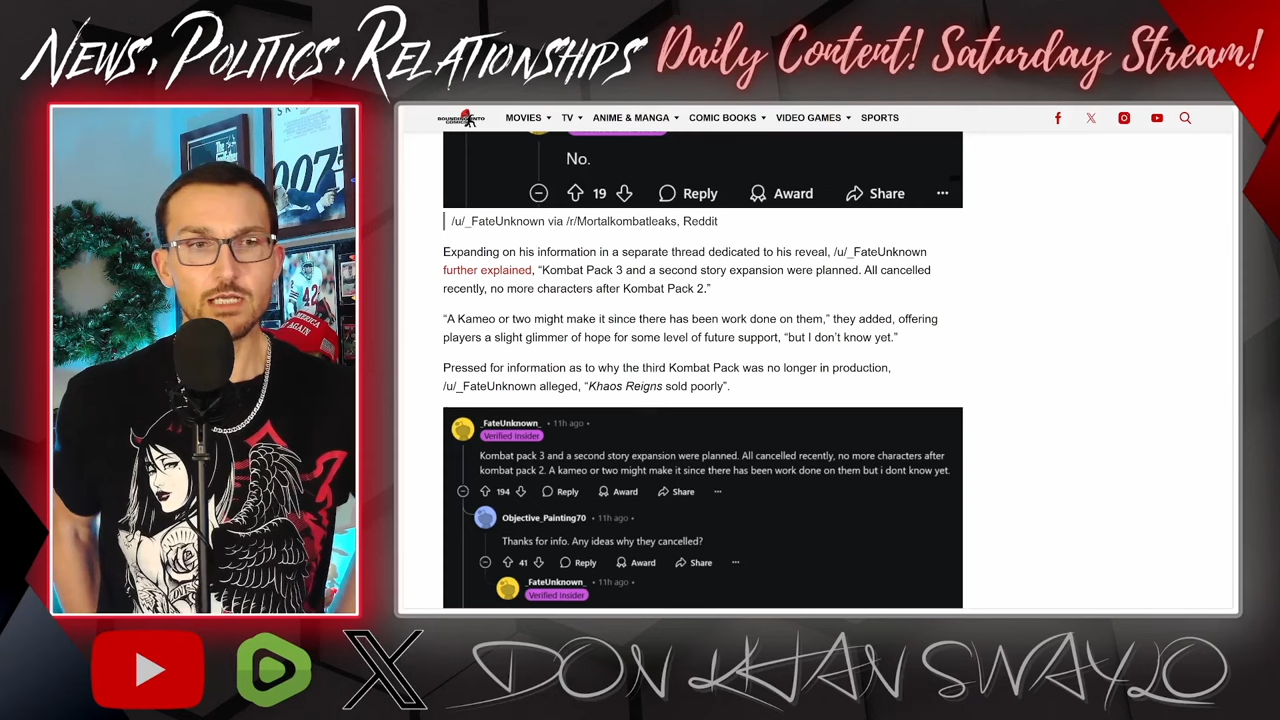 NEWS, POLITICS, RELATIONSHIPS Daily Content! Saturday Stream!
BOUNDING INTO COMICS MOVIES TV ANIME & MANGA COMIC BOOKS VIDEO GAMES SPORTS
007
42
AMERICA
AGAIN
No.
19 Reply Award Share ...
/u/_FateUnknown via /r/Mortalkombatleaks, Reddit
Expanding on his information in a separate thread dedicated to his reveal, /u/_FateUnknown
further explained, “Kombat Pack 3 and a second story expansion were planned. All cancelled
recently, no more characters after Kombat Pack 2.”
“A Kameo or two might make it since there has been work done on them,” they added, offering
players a slight glimmer of hope for some level of future support, “but I don’t know yet.”
Pressed for information as to why the third Kombat Pack was no longer in production,
/u/_FateUnknown alleged, “Khaos Reigns sold poorly”.
_FateUnknown_ • 11h ago •
Verified Insider
Kombat pack 3 and a second story expansion were planned. All cancelled recently, no more characters after
kombat pack 2. A kameo or two might make it since there has been work done on them but i dont know yet.
194 Reply Award Share ...
Objective_Painting70 • 11h ago •
Thanks for info. Any ideas why they cancelled?
41 Reply Award Share ...
_FateUnknown_ • 11h ago •
Verified Insider
DON KHAN SWAYLO